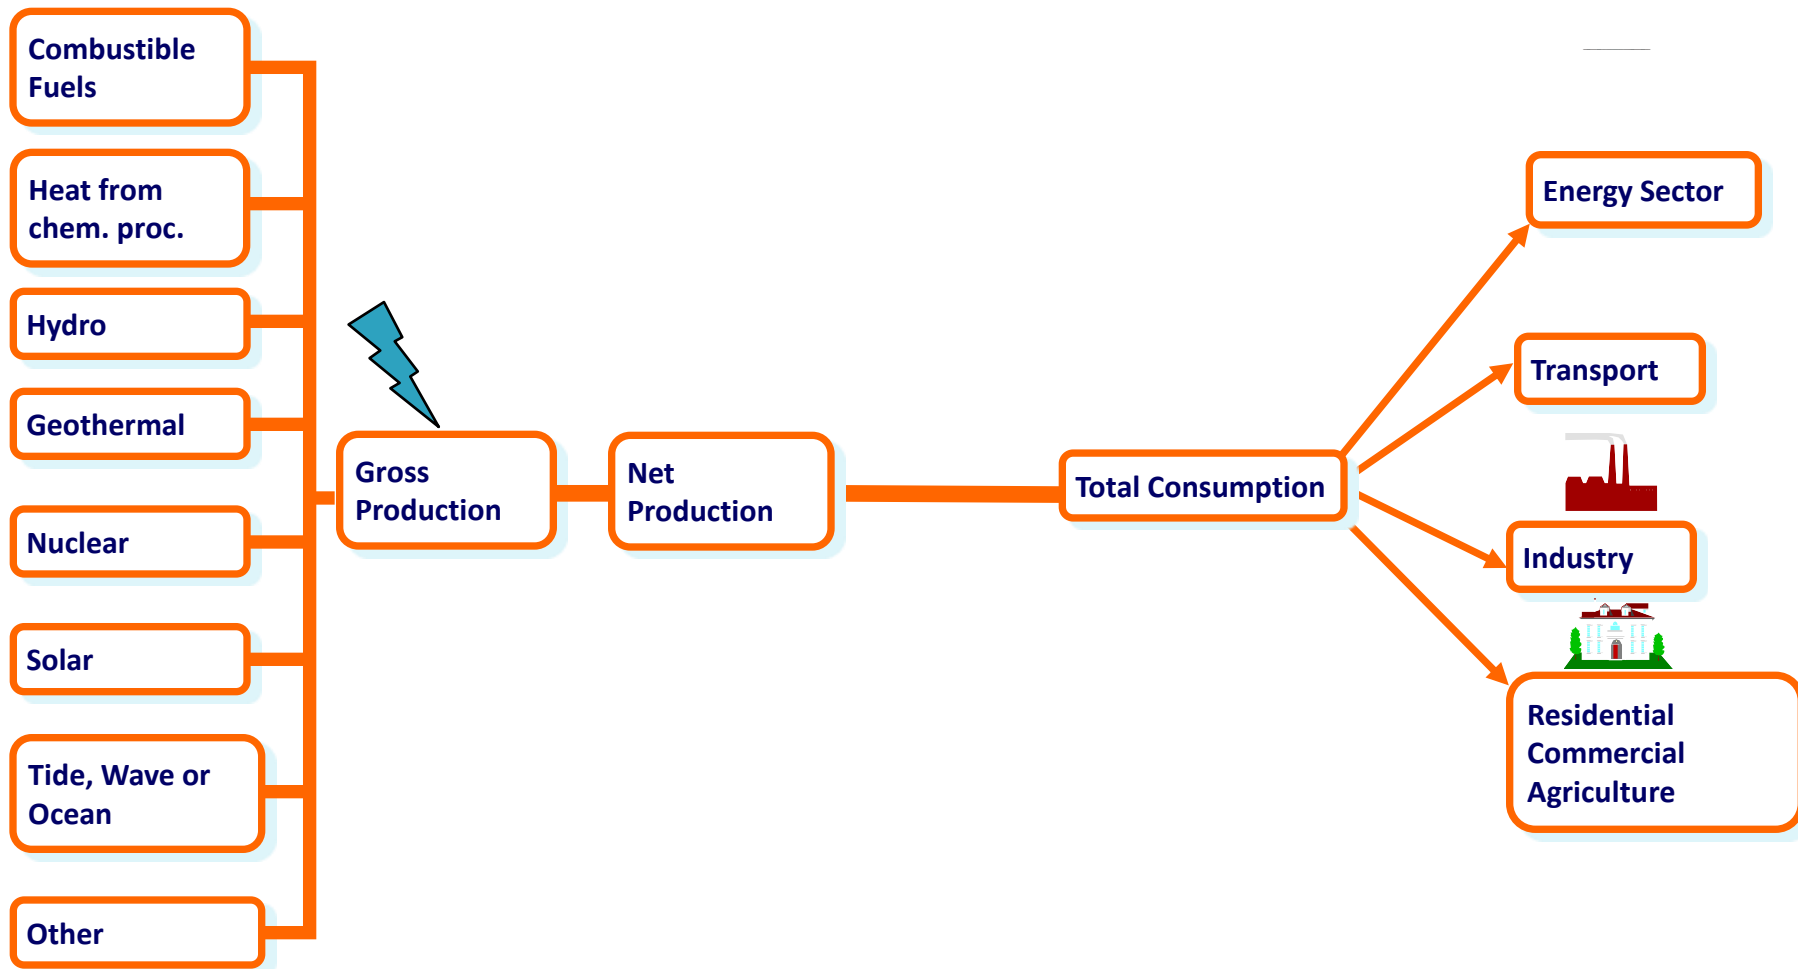 Combustible
Fuels
Heat from
chem. proc.
Hydro
Geothermal
Nuclear
Solar
Tide, Wave or
Ocean
Other
Gross
Production
Net
Production
Total Consumption
Energy Sector
Transport
Industry
Residential
Commercial
Agriculture